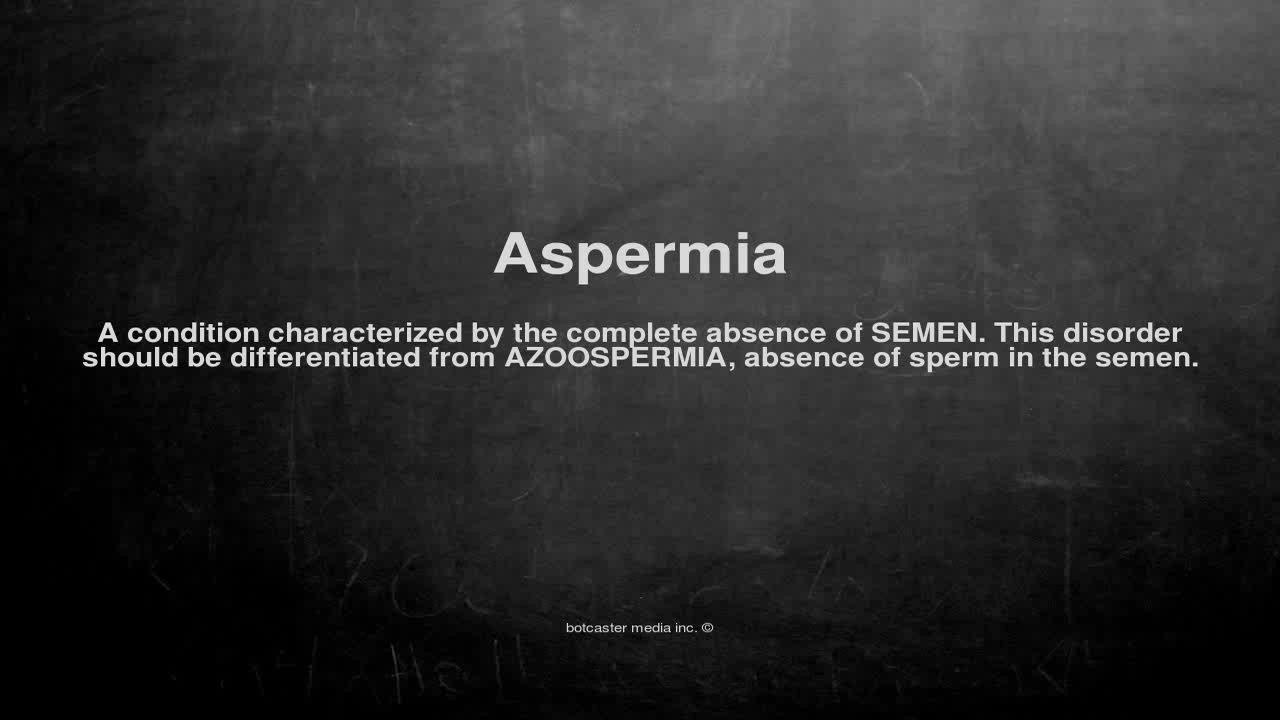 Aspermia
A condition characterized by the complete absence of SEMEN. This disorder
should be differentiated from AZOOSPERMIA, absence of sperm in the semen.
botcaster media inc. ©